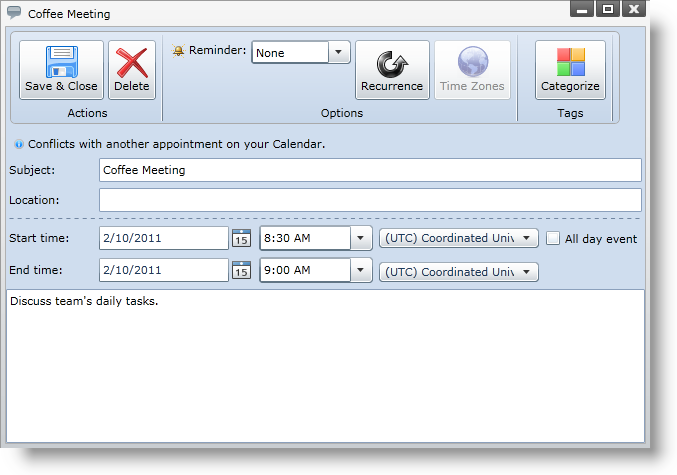 Coffee Meeting
Reminder: None
Save & Close Delete Recurrence Time Zones Categorize
Actions Options Tags
Conflicts with another appointment on your Calendar.
Subject: Coffee Meeting
Location:
Start time: 2/10/2011 15 8:30 AM (UTC) Coordinated Univ All day event
End time: 2/10/2011 15 9:00 AM (UTC) Coordinated Univ
Discuss team's daily tasks.